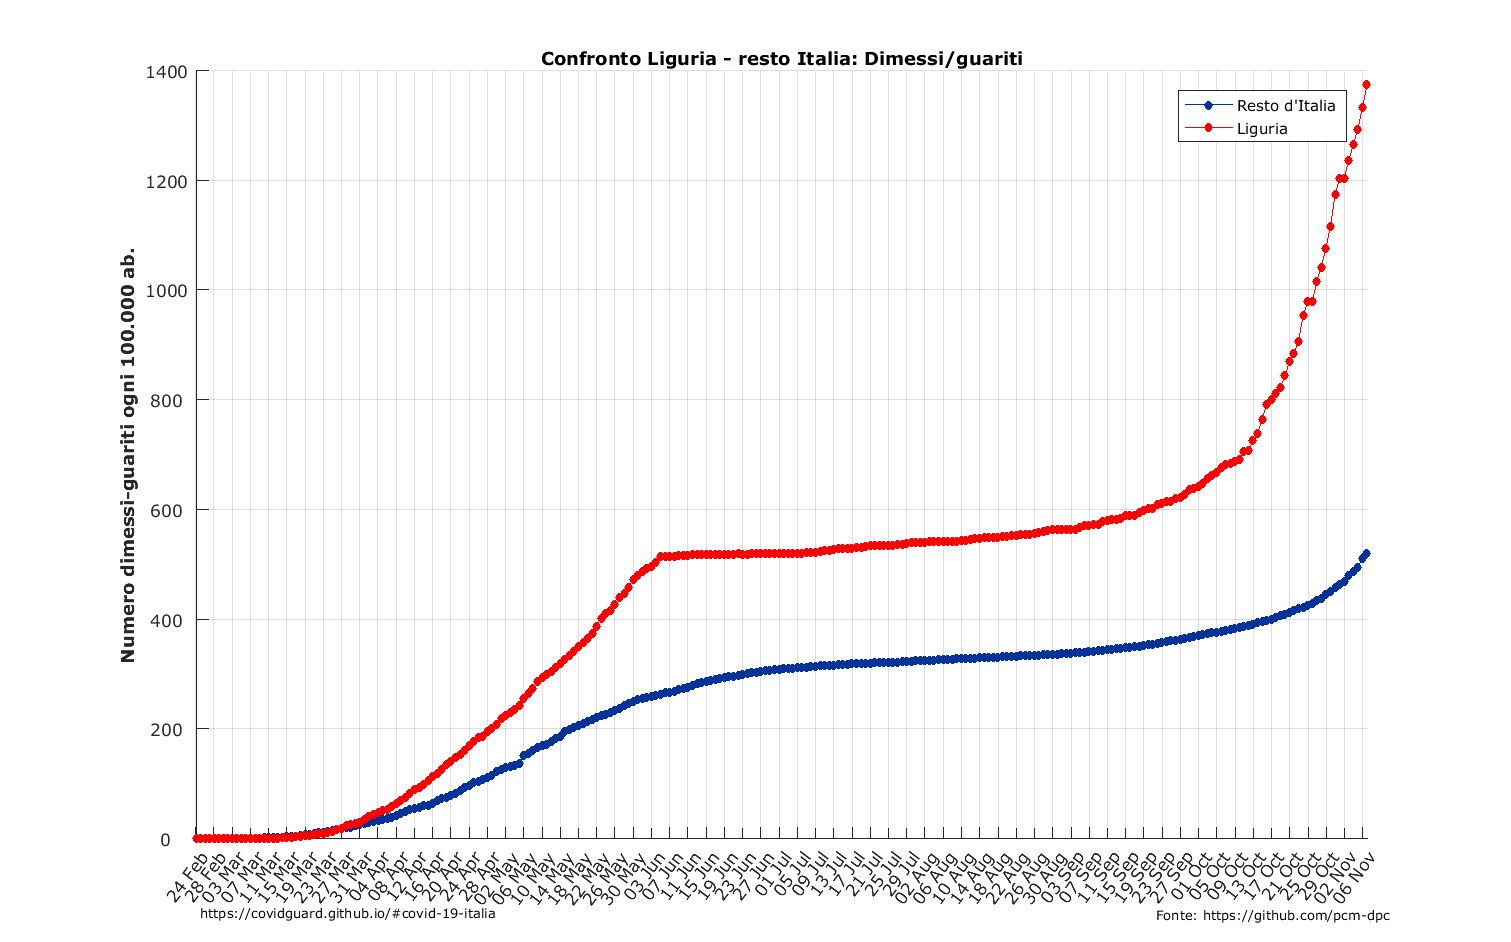 Confronto Liguria - resto Italia: Dimessi/guariti
Numero dimessi-guariti ogni 100.000 ab.
1400
1200
1000
800
600
400
200
0
Resto d'Italia
Liguria
24 Feb
28 Feb
03 Mar
07 Mar
11 Mar
15 Mar
19 Mar
23 Mar
27 Mar
31 Mar
04 Apr
08 Apr
12 Apr
16 Apr
20 Apr
24 Apr
28 Apr
02 May
06 May
10 May
14 May
18 May
22 May
26 May
30 May
03 Jun
07 Jun
11 Jun
15 Jun
19 Jun
23 Jun
27 Jun
01 Jul
05 Jul
09 Jul
13 Jul
17 Jul
21 Jul
25 Jul
29 Jul
02 Aug
06 Aug
10 Aug
14 Aug
18 Aug
22 Aug
26 Aug
30 Aug
03 Sep
07 Sep
11 Sep
15 Sep
19 Sep
23 Sep
27 Sep
01 Oct
05 Oct
09 Oct
13 Oct
17 Oct
21 Oct
25 Oct
29 Oct
02 Nov
06 Nov
https://covidguard.github.io/#covid-19-italia
Fonte: https://github.com/pcm-dpc